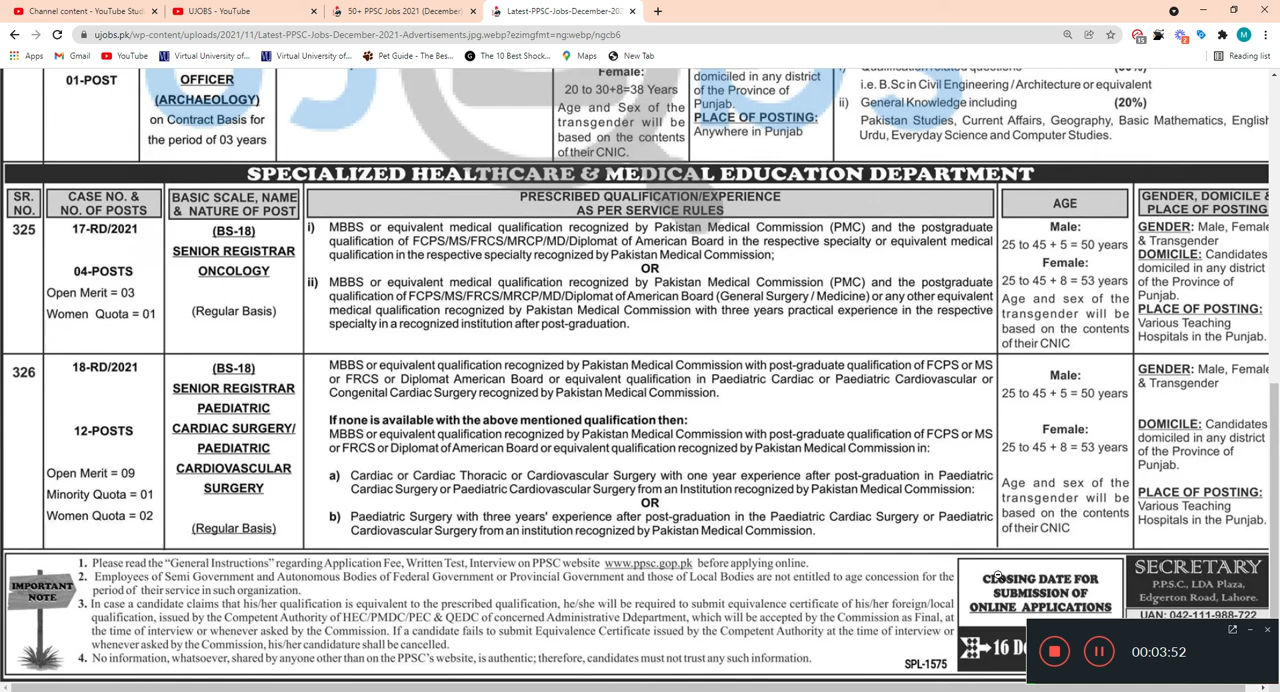 Channel content - YouTube Stud
UJOBS - YouTube
50+ PPSC Jobs 2021 (December)
Latest-PPSC-Jobs-December-202
ujobs.pk/wp-content/uploads/2021/11/Latest-PPSC-Jobs-December-2021-Advertisements.jpg.webp?ezimgfmt=ng:webp/ngcb6
15
2
M
Apps
Gmail
YouTube
Virtual University of...
Virtual University of...
Pet Guide - The Bes...
The 10 Best Shock...
Maps
New Tab
Reading list
01-POST
OFFICER
(ARCHAEOLOGY)
on Contract Basis for
the period of 03 years
Female:
20 to 30+8=38 Years
Age and Sex of the
transgender will be
based on the contents
of their CNIC.
domiciled in any district
of the Province of
Punjab.
PLACE OF POSTING:
Anywhere in Punjab
i.e. B.Sc in Civil Engineering / Architecture or equivalent
ii) General Knowledge including (20%)
Pakistan Studies, Current Affairs, Geography, Basic Mathematics, English
Urdu, Everyday Science and Computer Studies.
SPECIALIZED HEALTHCARE & MEDICAL EDUCATION DEPARTMENT
SR. NO.
CASE NO. & NO. OF POSTS
BASIC SCALE, NAME & NATURE OF POST
PRESCRIBED QUALIFICATION/EXPERIENCE
AS PER SERVICE RULES
AGE
GENDER, DOMICILE &
PLACE OF POSTING
325
17-RD/2021
04-POSTS
Open Merit = 03
Women Quota = 01
(BS-18)
SENIOR REGISTRAR
ONCOLOGY
(Regular Basis)
i) MBBS or equivalent medical qualification recognized by Pakistan Medical Commission (PMC) and the postgraduate
qualification of FCPS/MS/FRCS/MRCP/MD/Diplomat of American Board in the respective specialty or equivalent medical
qualification in the respective specialty recognized by Pakistan Medical Commission;
OR
ii) MBBS or equivalent medical qualification recognized by Pakistan Medical Commission (PMC) and the postgraduate
qualification of FCPS/MS/FRCS/MRCP/MD/Diplomat of American Board (General Surgery / Medicine) or any other equivalent
medical qualification recognized by Pakistan Medical Commission with three years practical experience in the respective
specialty in a recognized institution after post-graduation.
Male:
25 to 45 + 5 = 50 years
Female:
25 to 45 + 8 = 53 years
Age and sex of the
transgender will be
based on the contents
of their CNIC
GENDER: Male, Female
& Transgender
DOMICILE: Candidates
domiciled in any district
of the Province of
Punjab.
PLACE OF POSTING:
Various Teaching
Hospitals in the Punjab.
326
18-RD/2021
12-POSTS
Open Merit = 09
Minority Quota = 01
Women Quota = 02
(BS-18)
SENIOR REGISTRAR
PAEDIATRIC
CARDIAC SURGERY/
PAEDIATRIC
CARDIOVASCULAR
SURGERY
(Regular Basis)
MBBS or equivalent qualification recognized by Pakistan Medical Commission with post-graduate qualification of FCPS or MS
or FRCS or Diplomat American Board or equivalent qualification in Paediatric Cardiac or Paediatric Cardiovascular or
Congenital Cardiac Surgery recognized by Pakistan Medical Commission.
If none is available with the above mentioned qualification then:
MBBS or equivalent qualification recognized by Pakistan Medical Commission with post-graduate qualification of FCPS or MS
or FRCS or Diplomat of American Board or equivalent qualification recognized by Pakistan Medical Commission in:
a) Cardiac or Cardiac Thoracic or Cardiovascular Surgery with one year experience after post-graduation in Paediatric
Cardiac Surgery or Paediatric Cardiovascular Surgery from an Institution recognized by Pakistan Medical Commission:
OR
b) Paediatric Surgery with three years' experience after post-graduation in the Paediatric Cardiac Surgery or Paediatric
Cardiovascular Surgery from an institution recognized by Pakistan Medical Commission.
Male:
25 to 45 + 5 = 50 years
Female:
25 to 45 + 8 = 53 years
Age and sex of the
transgender will be
based on the contents
of their CNIC
GENDER: Male, Female
& Transgender
DOMICILE: Candidates
domiciled in any district
of the Province of
Punjab.
PLACE OF POSTING:
Various Teaching
Hospitals in the Punjab.
IMPORTANT
NOTE
1. Please read the "General Instructions" regarding Application Fee, Written Test, Interview on PPSC website www.ppsc.gop.pk before applying online.
2. Employees of Semi Government and Autonomous Bodies of Federal Government or Provincial Government and those of Local Bodies are not entitled to age concession for the
period of their service in such organization.
3. In case a candidate claims that his/her qualification is equivalent to the prescribed qualification, he/she will be required to submit equivalence certificate of his/her foreign/local
qualification, issued by the Competent Authority of HEC/PMDC/PEC & QEDC of concerned Administrative Ddepartment, which will be accepted by the Commission as Final, at
the time of interview or whenever asked by the Commission. If a candidate fails to submit Equivalence Certificate issued by the Competent Authority at the time of interview or
whenever asked by the Commission, his/her candidature shall be cancelled.
4. No information, whatsoever, shared by anyone other than on the PPSC's website, is authentic; therefore, candidates must not trust any such information.
SPL-1575
CLOSING DATE FOR
SUBMISSION OF
ONLINE APPLICATIONS
16
SECRETARY
P.P.S.C, LDA Plaza,
Edgerton Road, Lahore.
UAN: 042-111-988-722
00:03:52